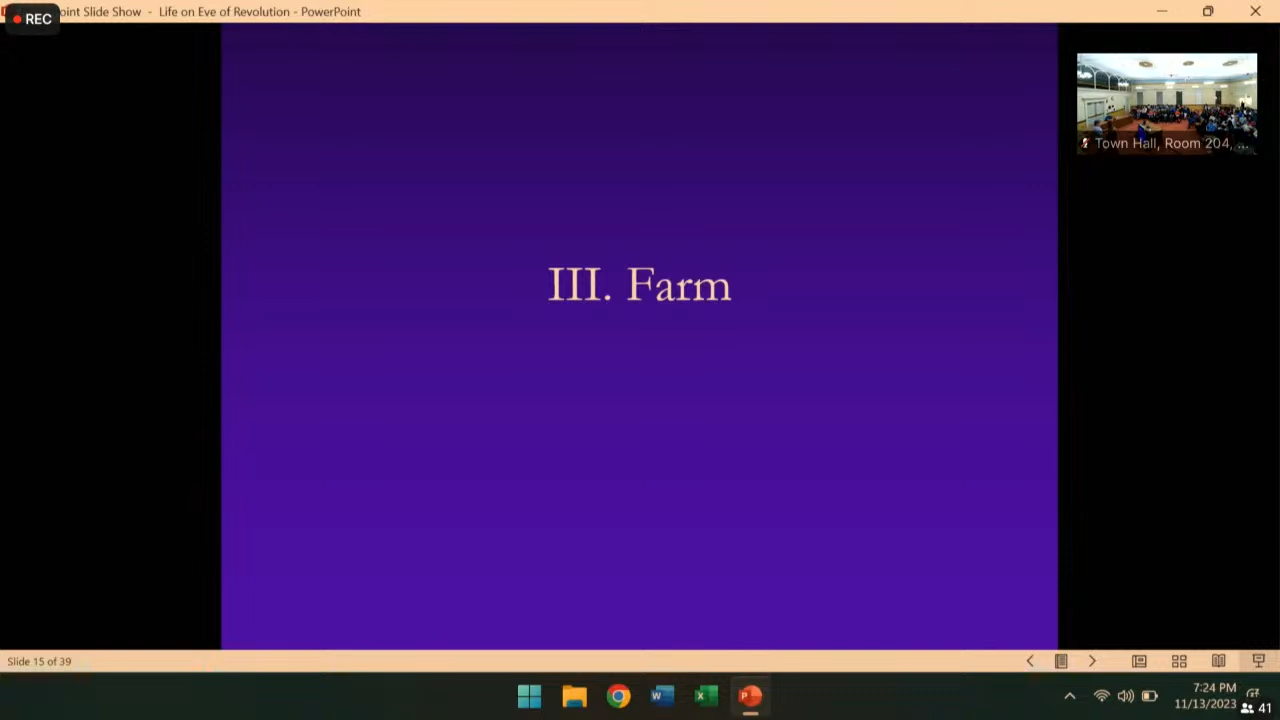 REC
oint Slide Show - Life on Eve of Revolution - PowerPoint
Town Hall, Room 204, ...
III. Farm
Slide 15 of 39
7:24 PM
11/13/2023
41